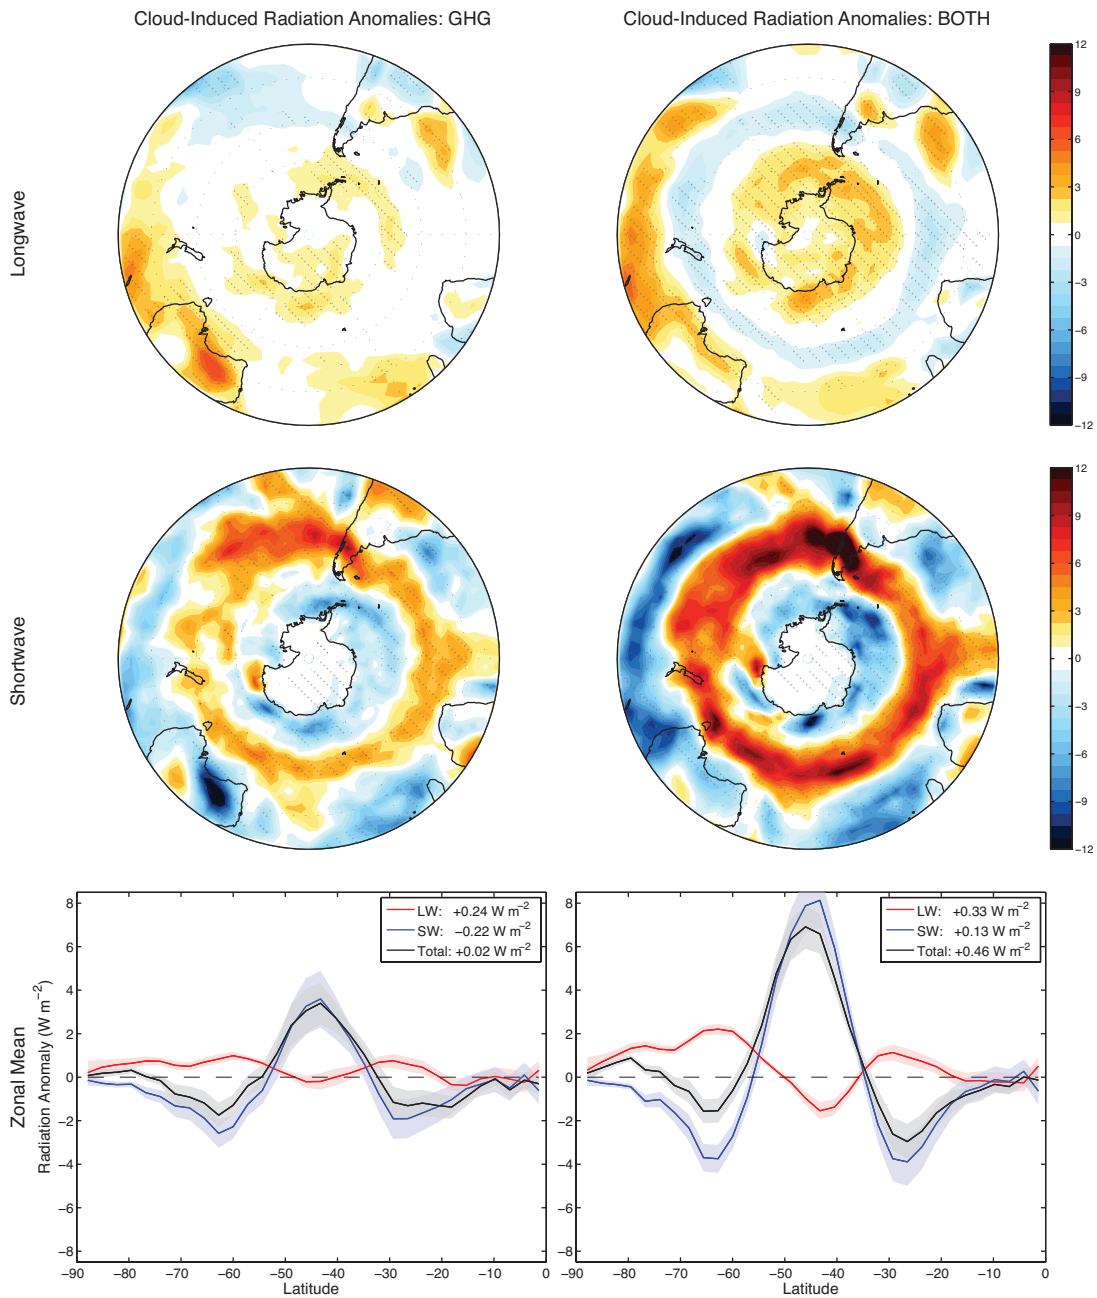 Cloud-Induced Radiation Anomalies: GHG
Cloud-Induced Radiation Anomalies: BOTH
Longwave
12
9
6
3
0
−3
−6
−9
−12
Shortwave
12
9
6
3
0
−3
−6
−9
−12
Zonal Mean
Radiation Anomaly (W m⁻²)
8
6
4
2
0
−2
−4
−6
−8
LW: +0.24 W m⁻²
SW: −0.22 W m⁻²
Total: +0.02 W m⁻²
−90 −80 −70 −60 −50 −40 −30 −20 −10 0
Latitude
8
6
4
2
0
−2
−4
−6
−8
LW: +0.33 W m⁻²
SW: +0.13 W m⁻²
Total: +0.46 W m⁻²
−90 −80 −70 −60 −50 −40 −30 −20 −10 0
Latitude